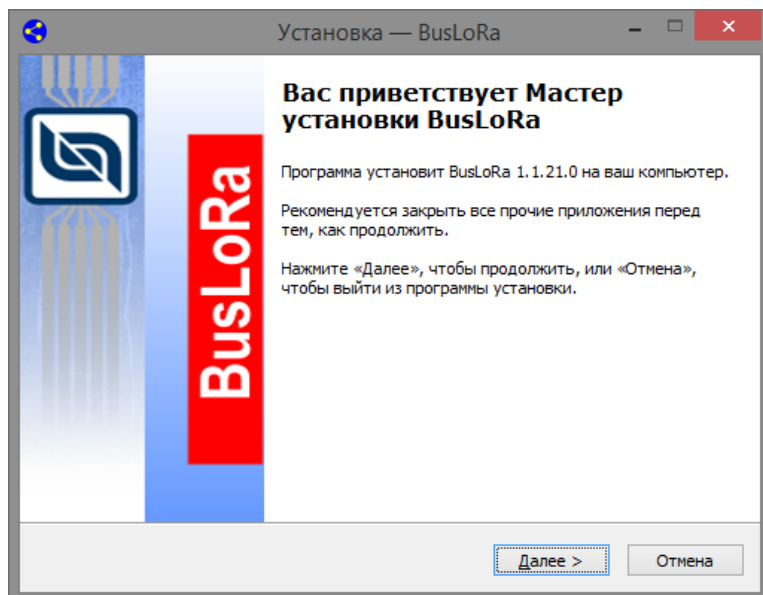 Установка — BusLoRa
BusLoRa
Вас приветствует Мастер
установки BusLoRa
Программа установит BusLoRa 1.1.21.0 на ваш компьютер.
Рекомендуется закрыть все прочие приложения перед
тем, как продолжить.
Нажмите «Далее», чтобы продолжить, или «Отмена»,
чтобы выйти из программы установки.
Далее >
Отмена